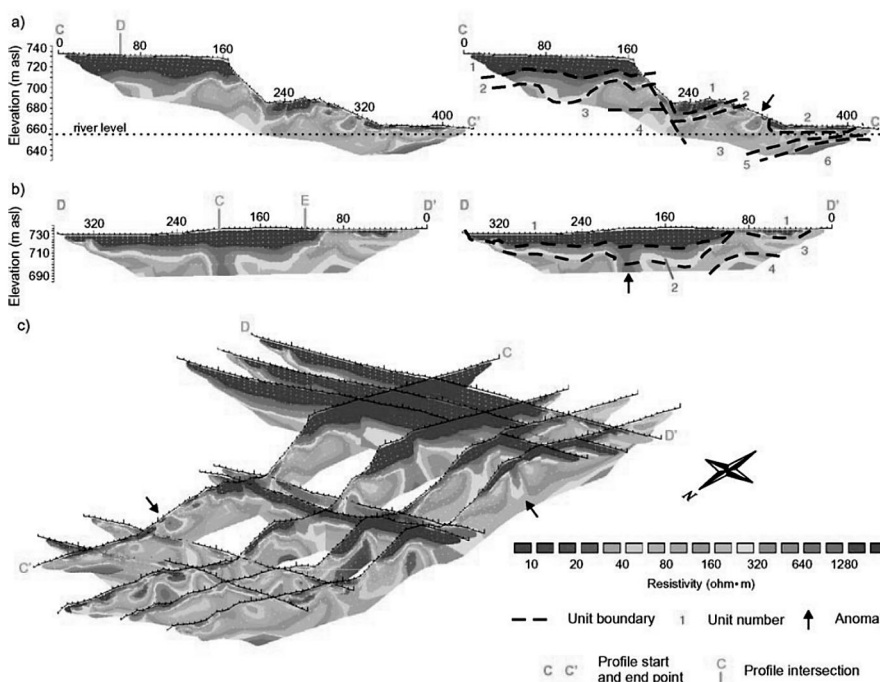 a)
C D
0 80 160 240 320 400 C'
Elevation (m asl)
740
720
700
680
660
640
river level
C
0 80 160 240 320 400 C
1 2 3 4 1 2 2 3 5 6
b)
D C E D'
320 240 160 80 0
Elevation (m asl)
730
710
690
D D'
320 240 160 80 0
1 1 2 3 4
c)
D
C
D'
C'
N
10 20 40 80 160 320 640 1280
Resistivity (ohm•m)
Unit boundary 1 Unit number Anoma
C C' Profile start and end point C Profile intersection